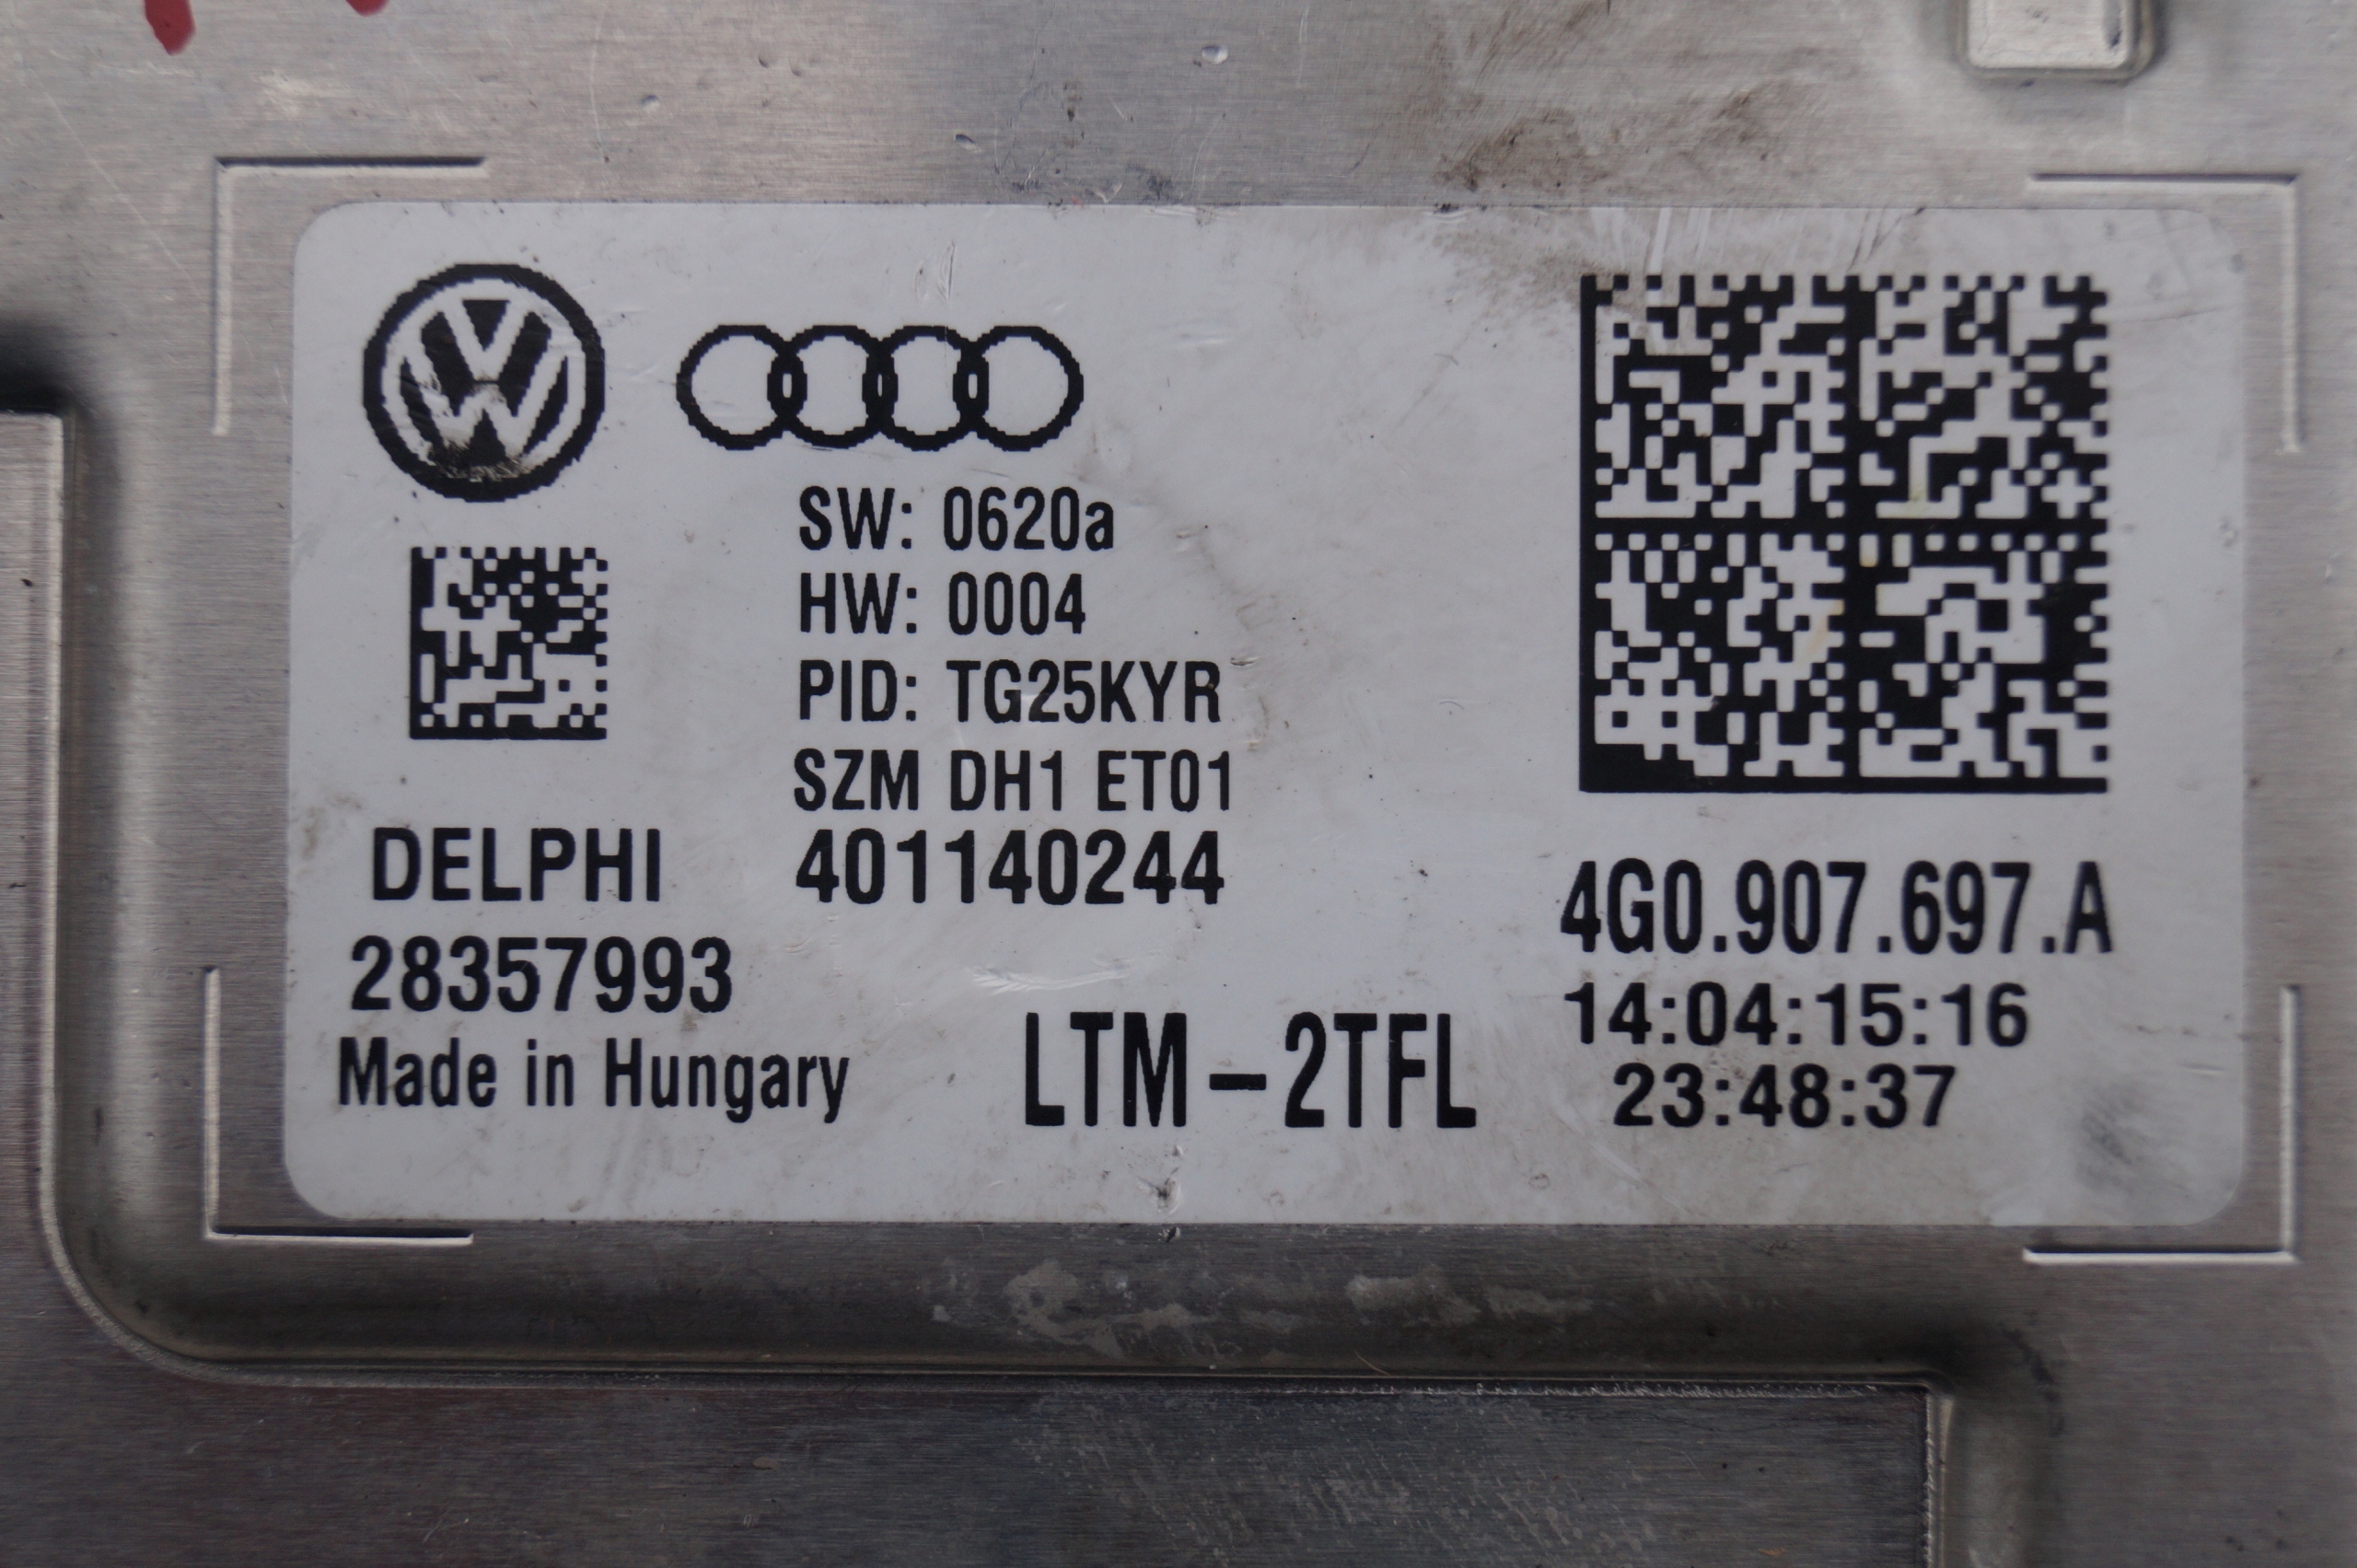 SW: 0620a
HW: 0004
PID: TG25KYR
SZM DH1 ET01
401140244
DELPHI
28357993
Made in Hungary
LTM-2TFL
4G0.907.697.A
14:04:15:16
23:48:37